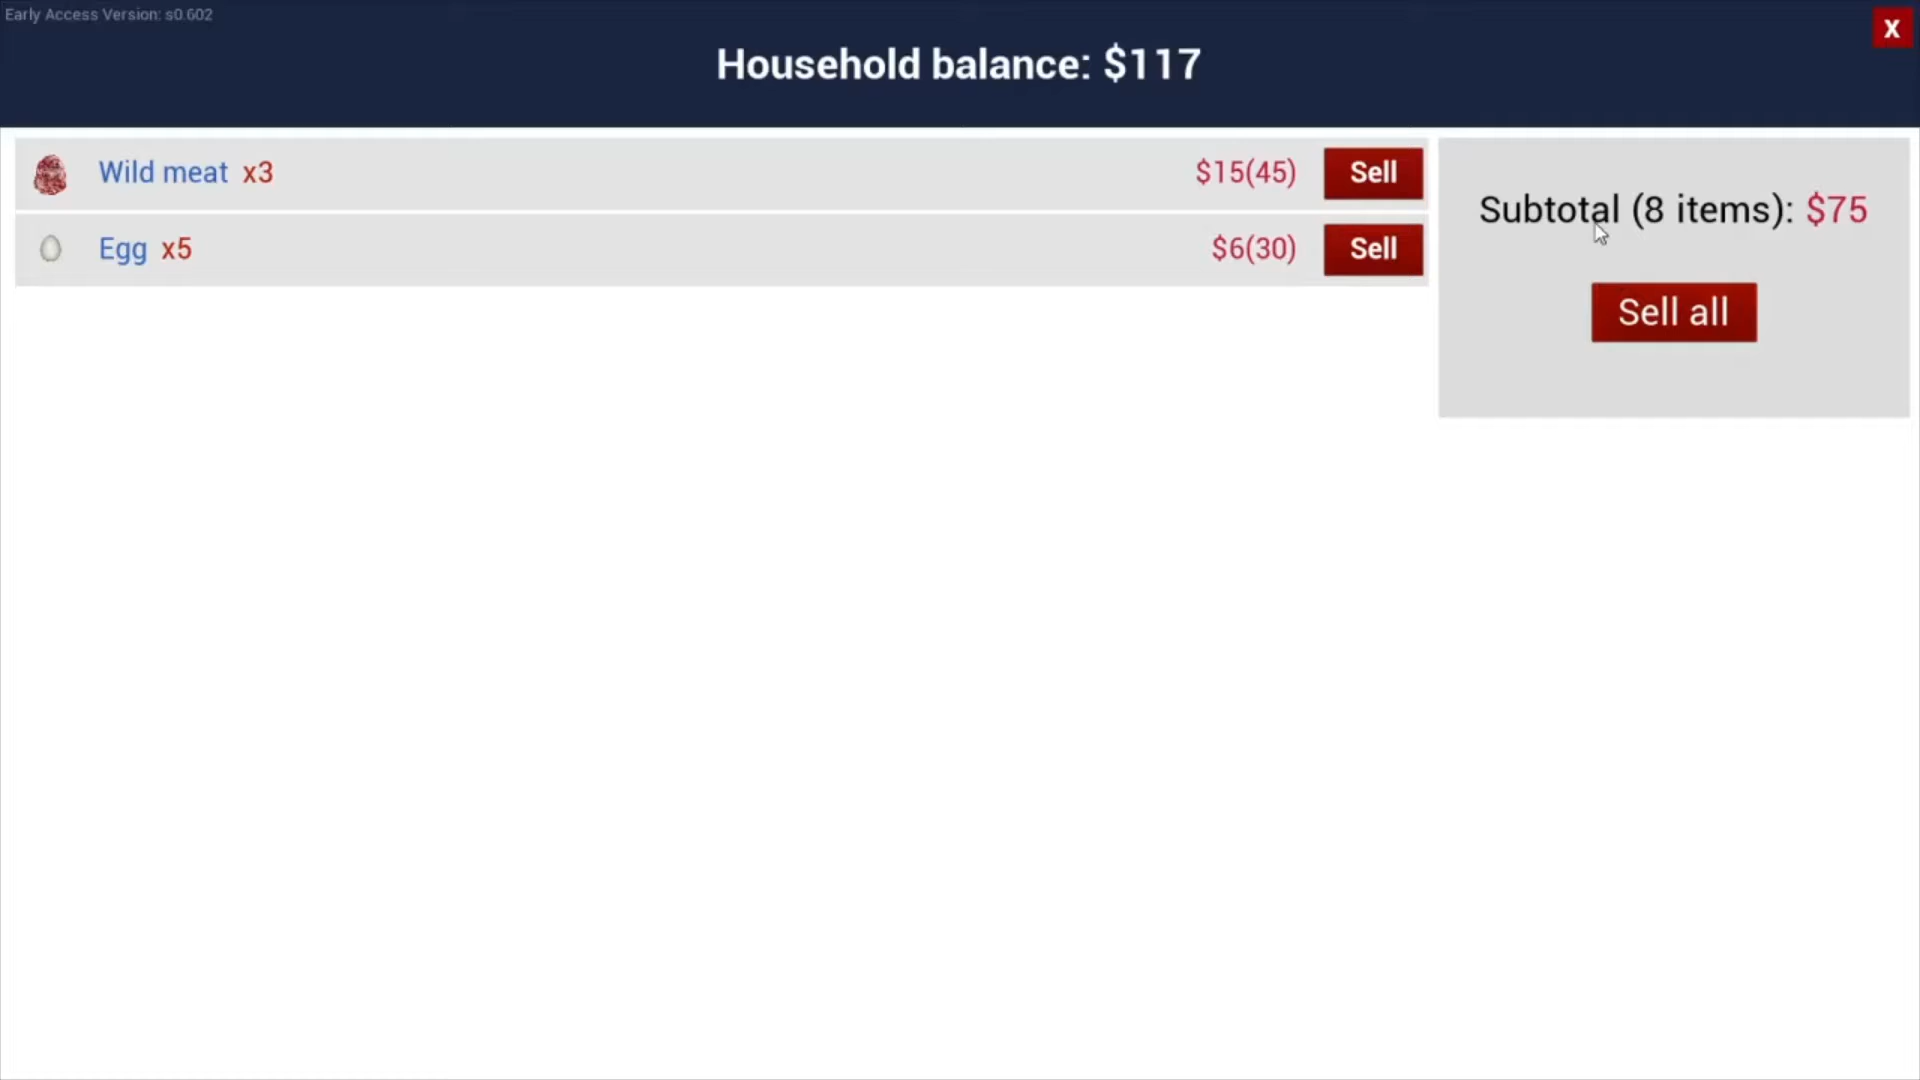 Early Access Version: s0.602
X
Household balance: $117
Wild meat x3 $15(45) Sell
Egg x5 $6(30) Sell
Subtotal (8 items): $75
Sell all